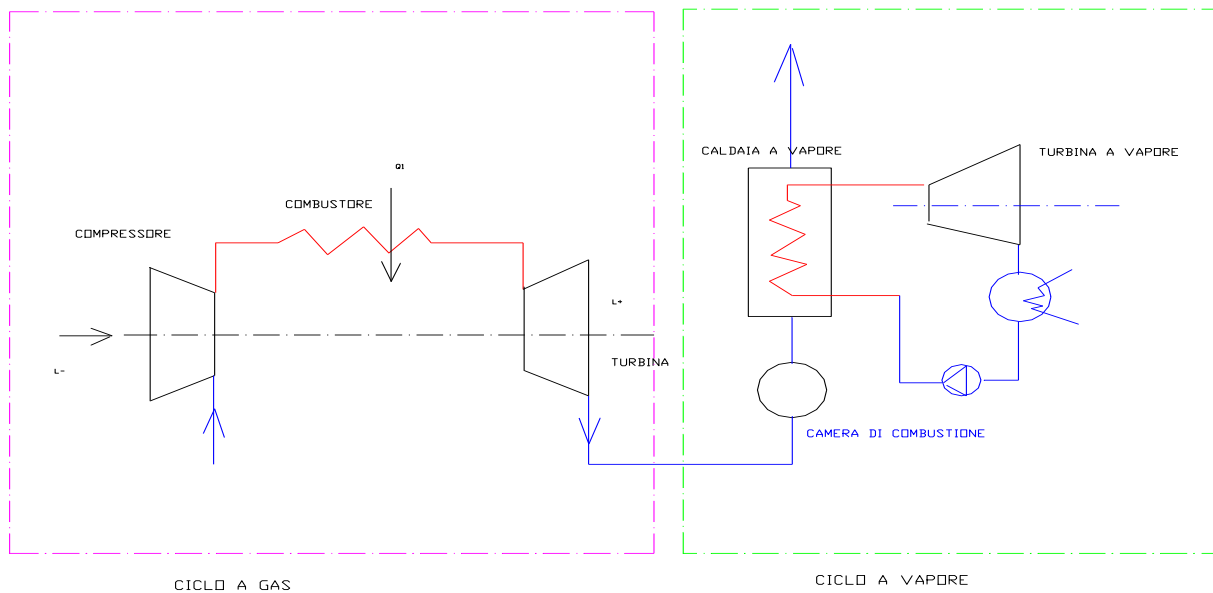 Q1
COMBUSTORE
COMPRESSORE
L+
L-
TURBINA
CALDAIA A VAPORE
TURBINA A VAPORE
CAMERA DI COMBUSTIONE
CICLO A GAS
CICLO A VAPORE